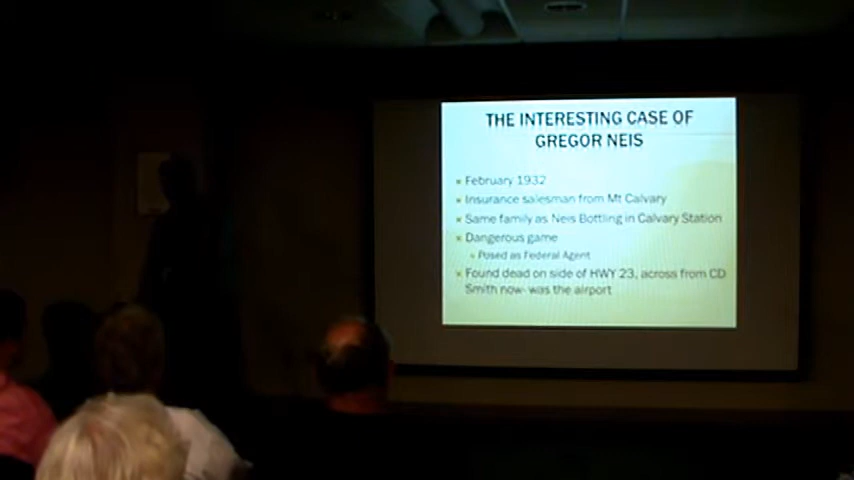 THE INTERESTING CASE OF
GREGOR NEIS
February 1932
Insurance salesman from Mt Calvary
Same family as Neis Bottling in Calvary Station
Dangerous game
Posed as Federal Agent
Found dead on side of HWY 23, across from CD
Smith now- was the airport